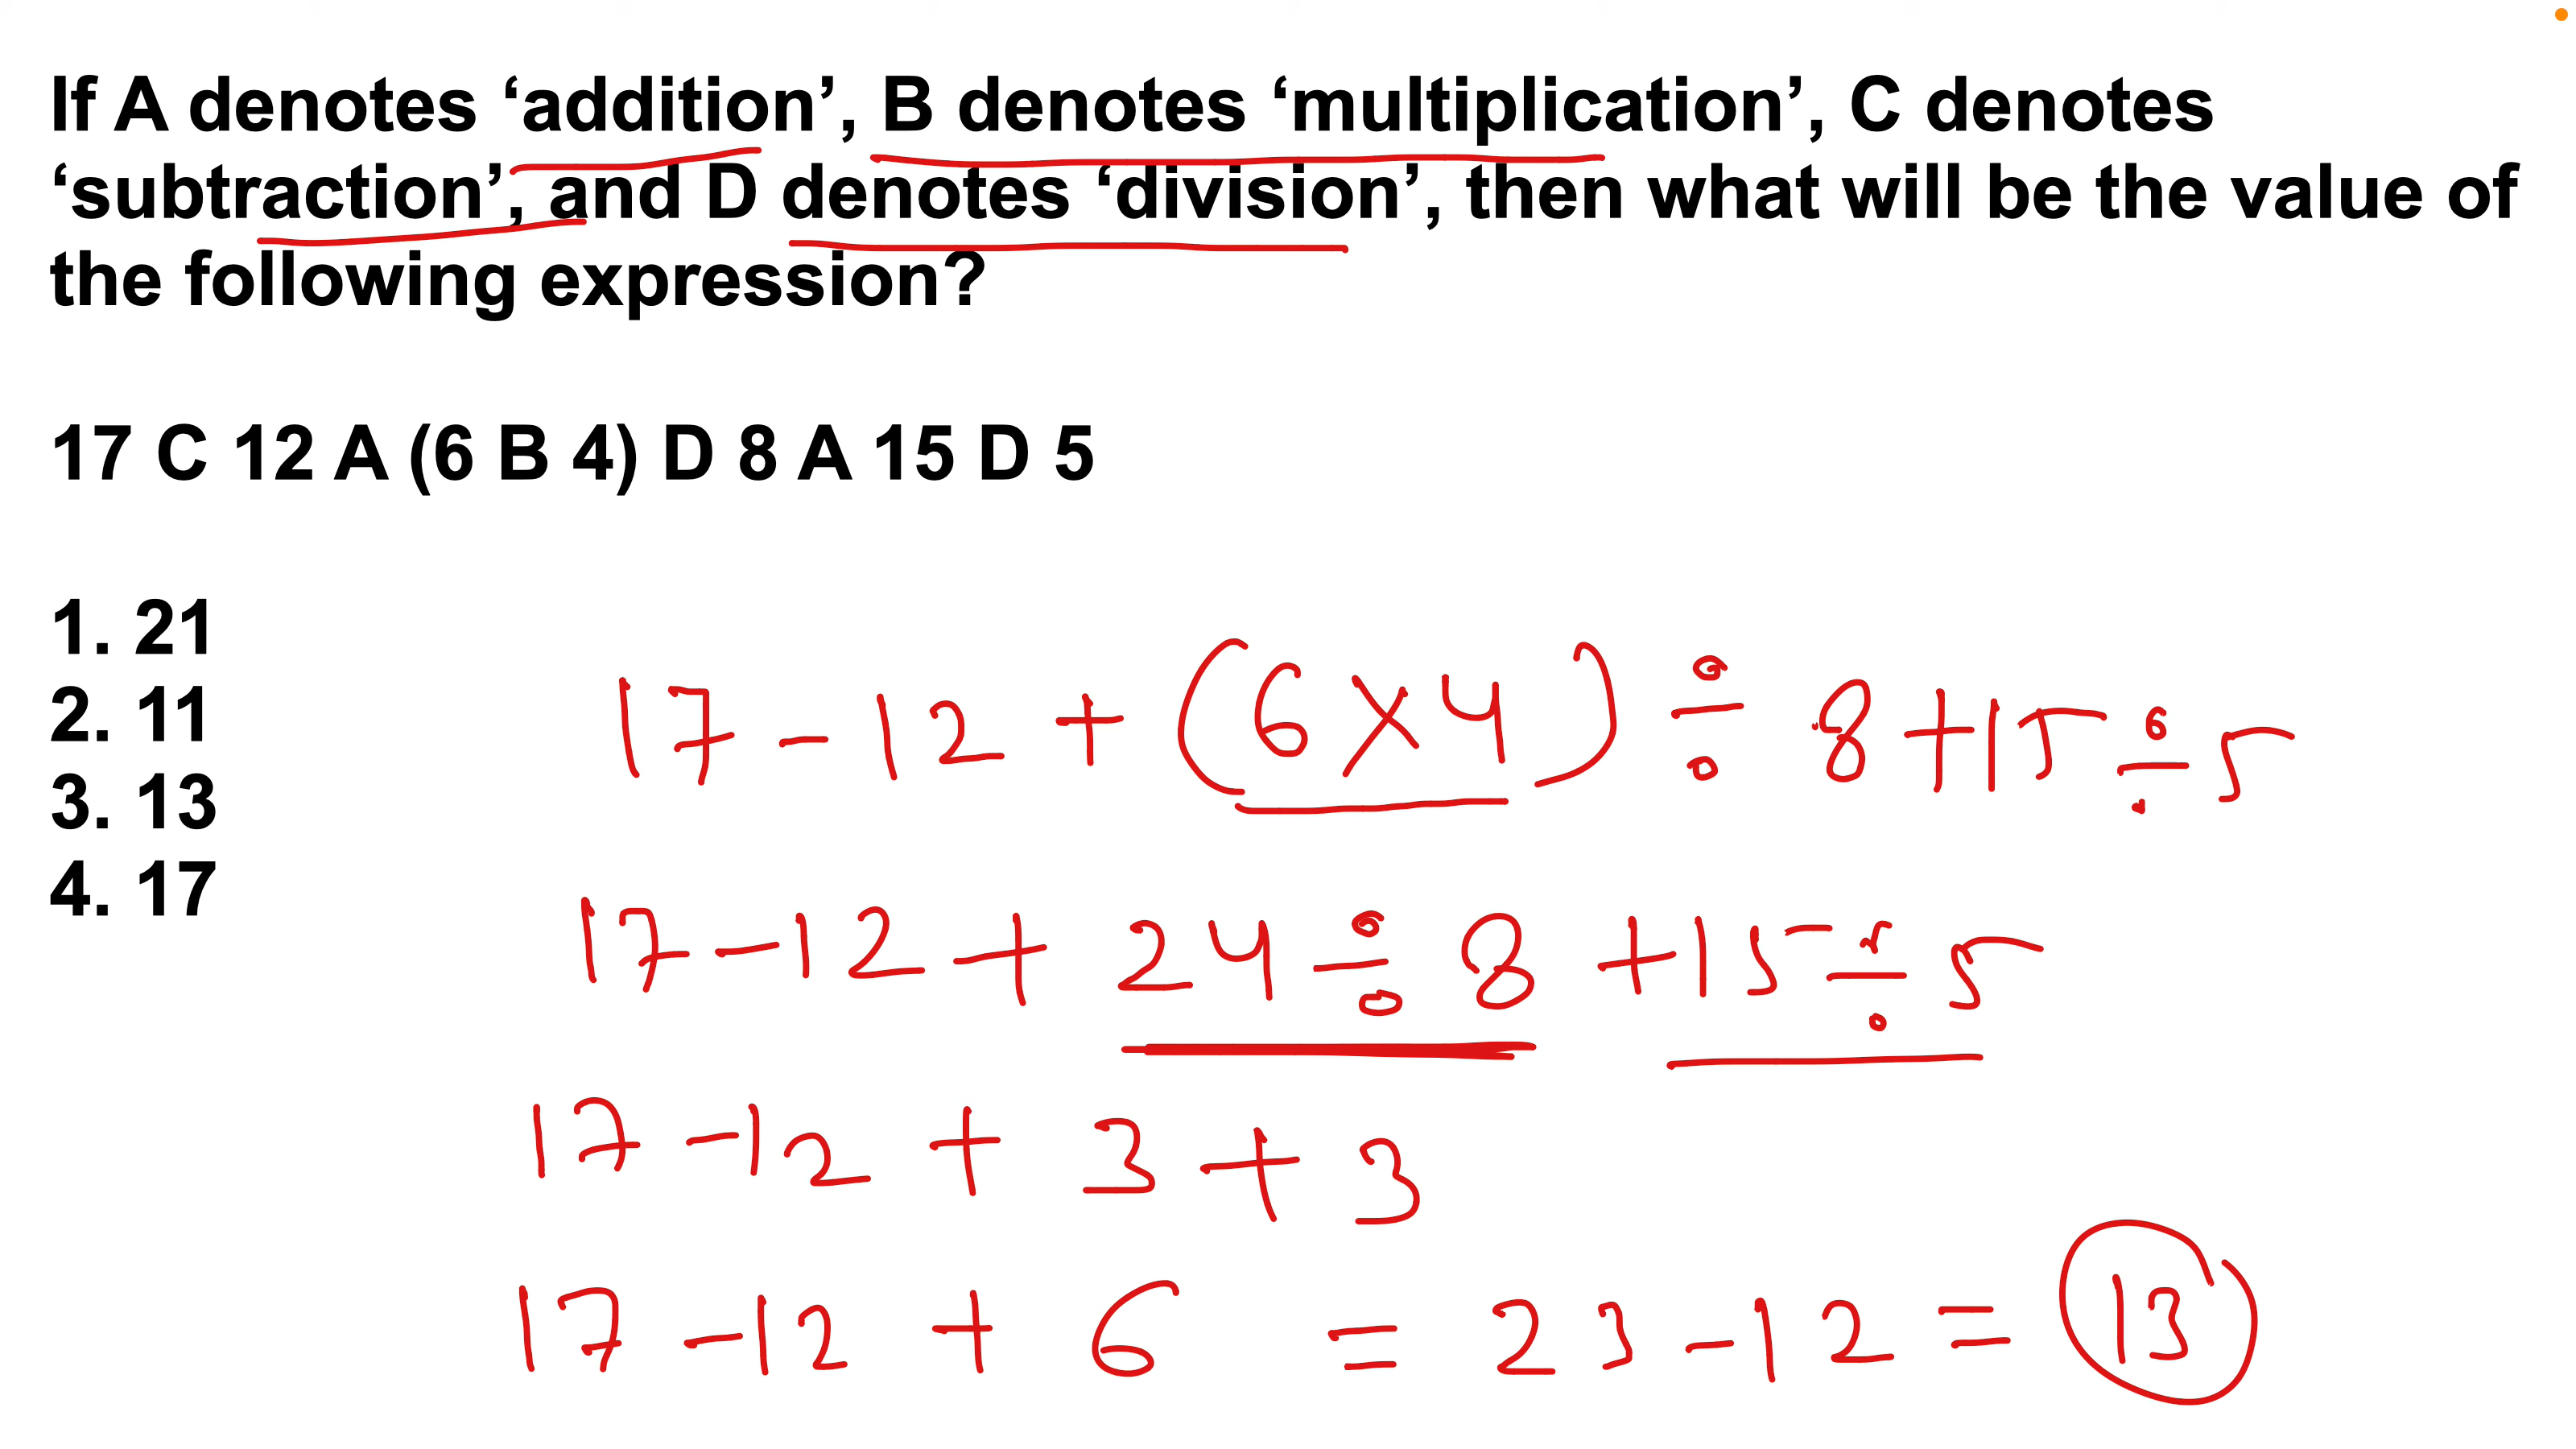 If A denotes ‘addition’, B denotes ‘multiplication’, C denotes
‘subtraction’, and D denotes ‘division’, then what will be the value of
the following expression?
17 C 12 A (6 B 4) D 8 A 15 D 5
1. 21
2. 11
3. 13
4. 17
17 - 12 + (6 × 4) ÷ 8 + 15 ÷ 5
17 - 12 + 24 ÷ 8 + 15 ÷ 5
17 - 12 + 3 + 3
17 - 12 + 6 = 23 - 12 = 13